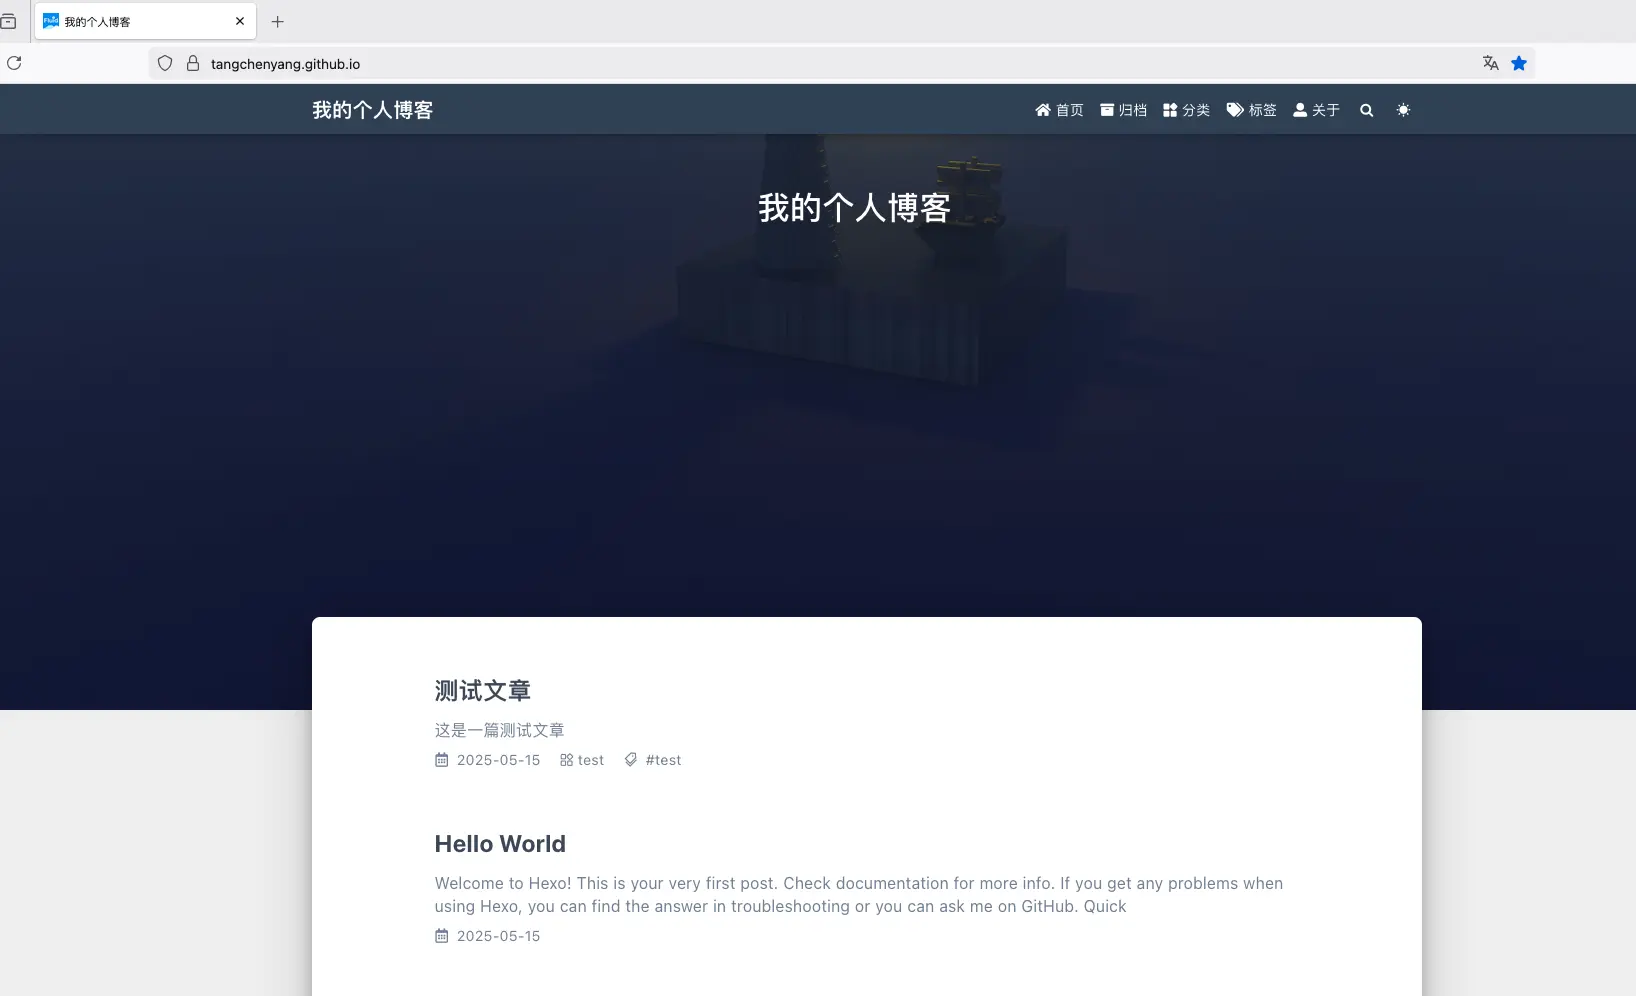 我的个人博客
tangchenyang.github.io
我的个人博客
首页 归档 分类 标签 关于
我的个人博客
测试文章
这是一篇测试文章
2025-05-15 test #test
Hello World
Welcome to Hexo! This is your very first post. Check documentation for more info. If you get any problems when
using Hexo, you can find the answer in troubleshooting or you can ask me on GitHub. Quick
2025-05-15